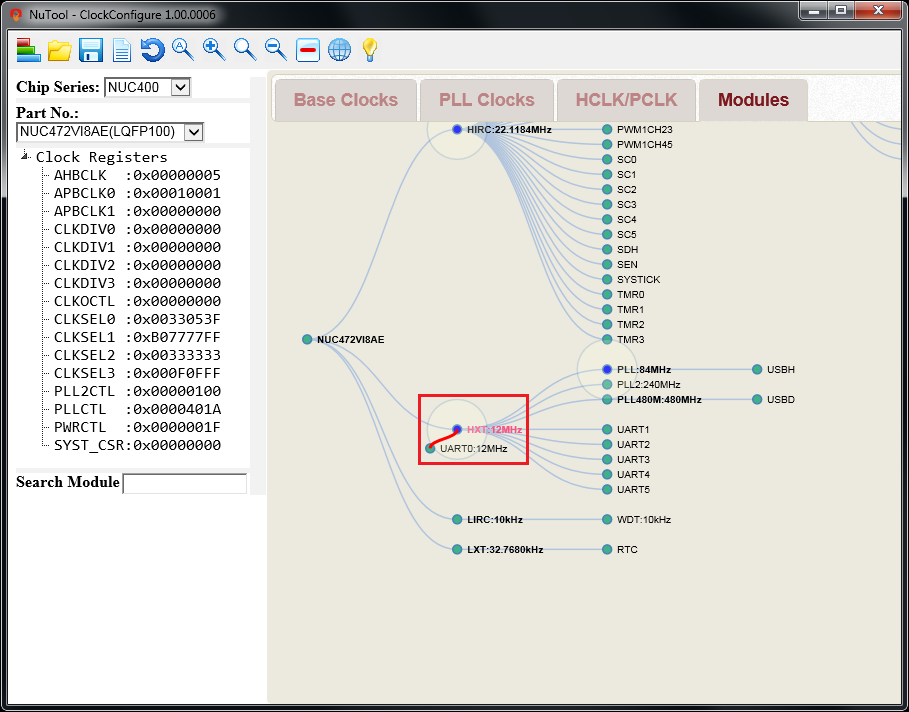 NuTool - ClockConfigure 1.00.0006
Chip Series: NUC400
Part No.:
NUC472VI8AE(LQFP100)
Clock Registers
AHBCLK :0x00000005
APBCLK0 :0x00010001
APBCLK1 :0x00000000
CLKDIV0 :0x00000000
CLKDIV1 :0x00000000
CLKDIV2 :0x00000000
CLKDIV3 :0x00000000
CLKOCTL :0x00000000
CLKSEL0 :0x0033053F
CLKSEL1 :0xB07777FF
CLKSEL2 :0x00333333
CLKSEL3 :0x000F0FFF
PLL2CTL :0x00000100
PLLCTL :0x0000401A
PWRCTL :0x0000001F
SYST_CSR:0x00000000
Search Module
Base Clocks
PLL Clocks
HCLK/PCLK
Modules
HIRC:22.1184MHz
PWM1CH23
PWM1CH45
SC0
SC1
SC2
SC3
SC4
SC5
SDH
SEN
SYSTICK
TMR0
TMR1
TMR2
TMR3
NUC472VI8AE
PLL:84MHz
USBH
PLL2:240MHz
PLL480M:480MHz
USBD
HXT:12MHz
UART1
UART0:12MHz
UART2
UART3
UART4
UART5
LIRC:10kHz
WDT:10kHz
LXT:32.7680kHz
RTC